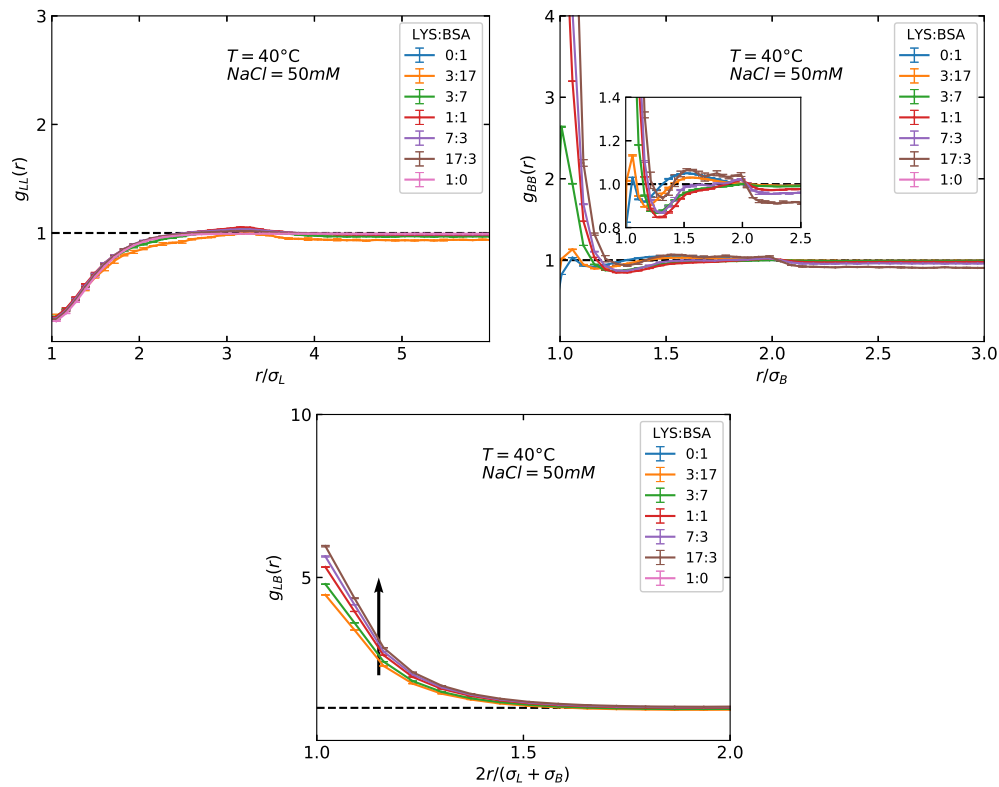 3
2
1
g_LL(r)
T = 40°C
NaCl = 50mM
LYS:BSA
0:1
3:17
3:7
1:1
7:3
17:3
1:0
1 2 3 4 5
r/σ_L
4
3
2
1
g_BB(r)
T = 40°C
NaCl = 50mM
LYS:BSA
0:1
3:17
3:7
1:1
7:3
17:3
1:0
1.4
1.2
1.0
0.8
1.0 1.5 2.0 2.5
1.0 1.5 2.0 2.5 3.0
r/σ_B
10
5
g_LB(r)
T = 40°C
NaCl = 50mM
LYS:BSA
0:1
3:17
3:7
1:1
7:3
17:3
1:0
1.0 1.5 2.0
2r/(σ_L + σ_B)